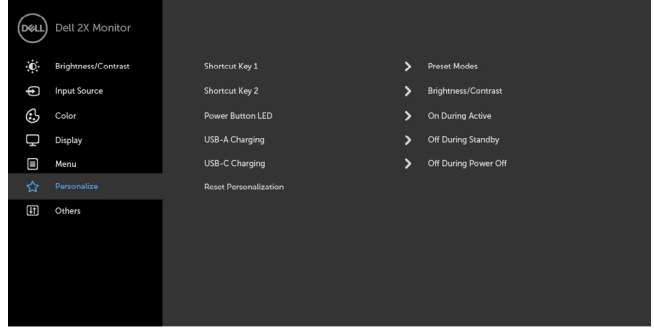 DELL
Dell 2X Monitor
Brightness/Contrast
Input Source
Color
Display
Menu
Personalize
Others
Shortcut Key 1 Preset Modes
Shortcut Key 2 Brightness/Contrast
Power Button LED On During Active
USB-A Charging Off During Standby
USB-C Charging Off During Power Off
Reset Personalization